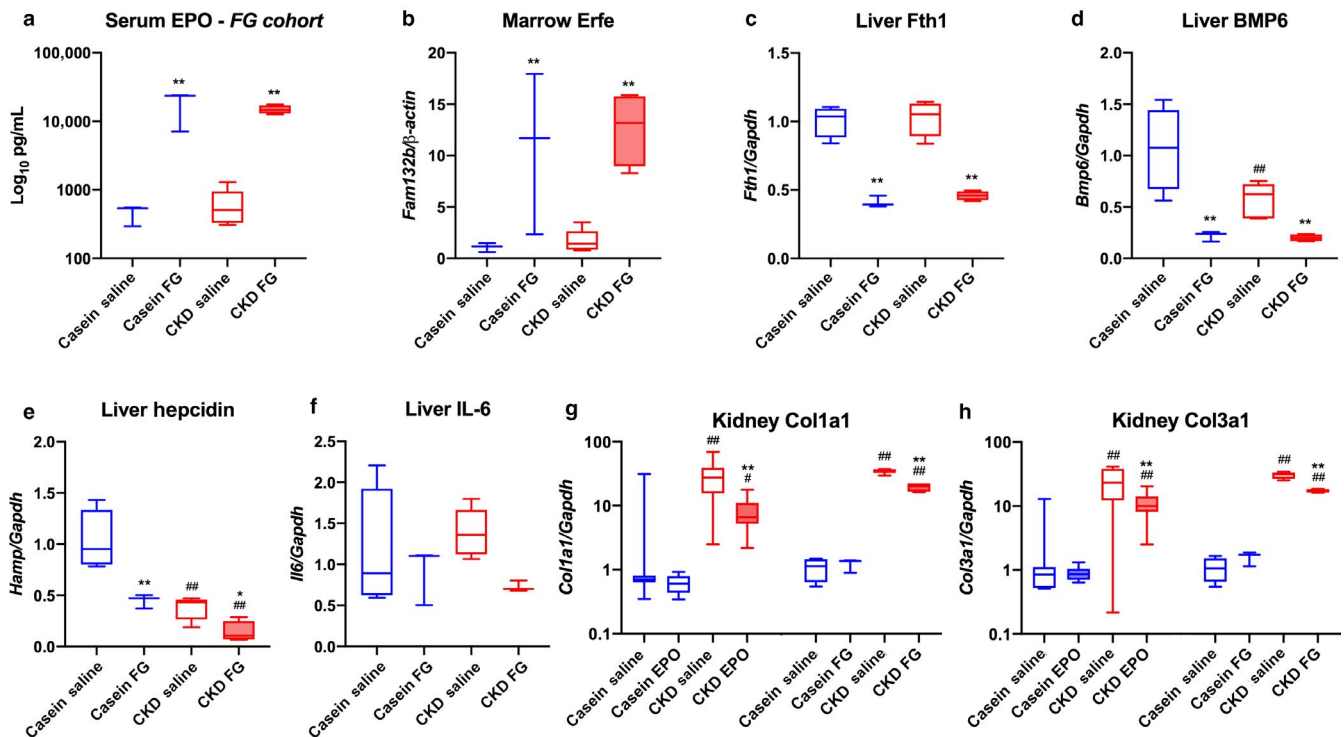 a
Serum EPO - FG cohort
Log10 pg/mL
100,000
10,000
1000
100
**
**
Casein saline
Casein FG
CKD saline
CKD FG
b
Marrow Erfe
Fam132b/β-actin
20
15
10
5
0
**
**
Casein saline
Casein FG
CKD saline
CKD FG
c
Liver Fth1
Fth1/Gapdh
1.5
1.0
0.5
0.0
**
**
Casein saline
Casein FG
CKD saline
CKD FG
d
Liver BMP6
Bmp6/Gapdh
2.0
1.5
1.0
0.5
0.0
**
##
**
Casein saline
Casein FG
CKD saline
CKD FG
e
Liver hepcidin
Hamp/Gapdh
2.0
1.5
1.0
0.5
0.0
**
##
*
##
Casein saline
Casein FG
CKD saline
CKD FG
f
Liver IL-6
Il6/Gapdh
2.5
2.0
1.5
1.0
0.5
0.0
Casein saline
Casein FG
CKD saline
CKD FG
g
Kidney Col1a1
Col1a1/Gapdh
100
10
1
0.1
##
**
#
##
**
##
Casein saline
Casein EPO
CKD saline
CKD EPO
Casein saline
Casein FG
CKD saline
CKD FG
h
Kidney Col3a1
Col3a1/Gapdh
100
10
1
0.1
##
**
##
##
**
##
Casein saline
Casein EPO
CKD saline
CKD EPO
Casein saline
Casein FG
CKD saline
CKD FG